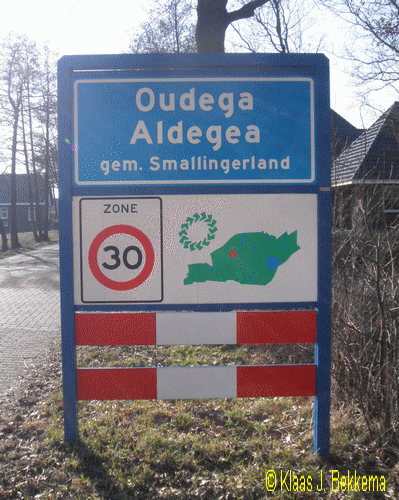 Oudega
Aldegea
gem. Smallingerland
ZONE
30
© Klaas J. Bekkema